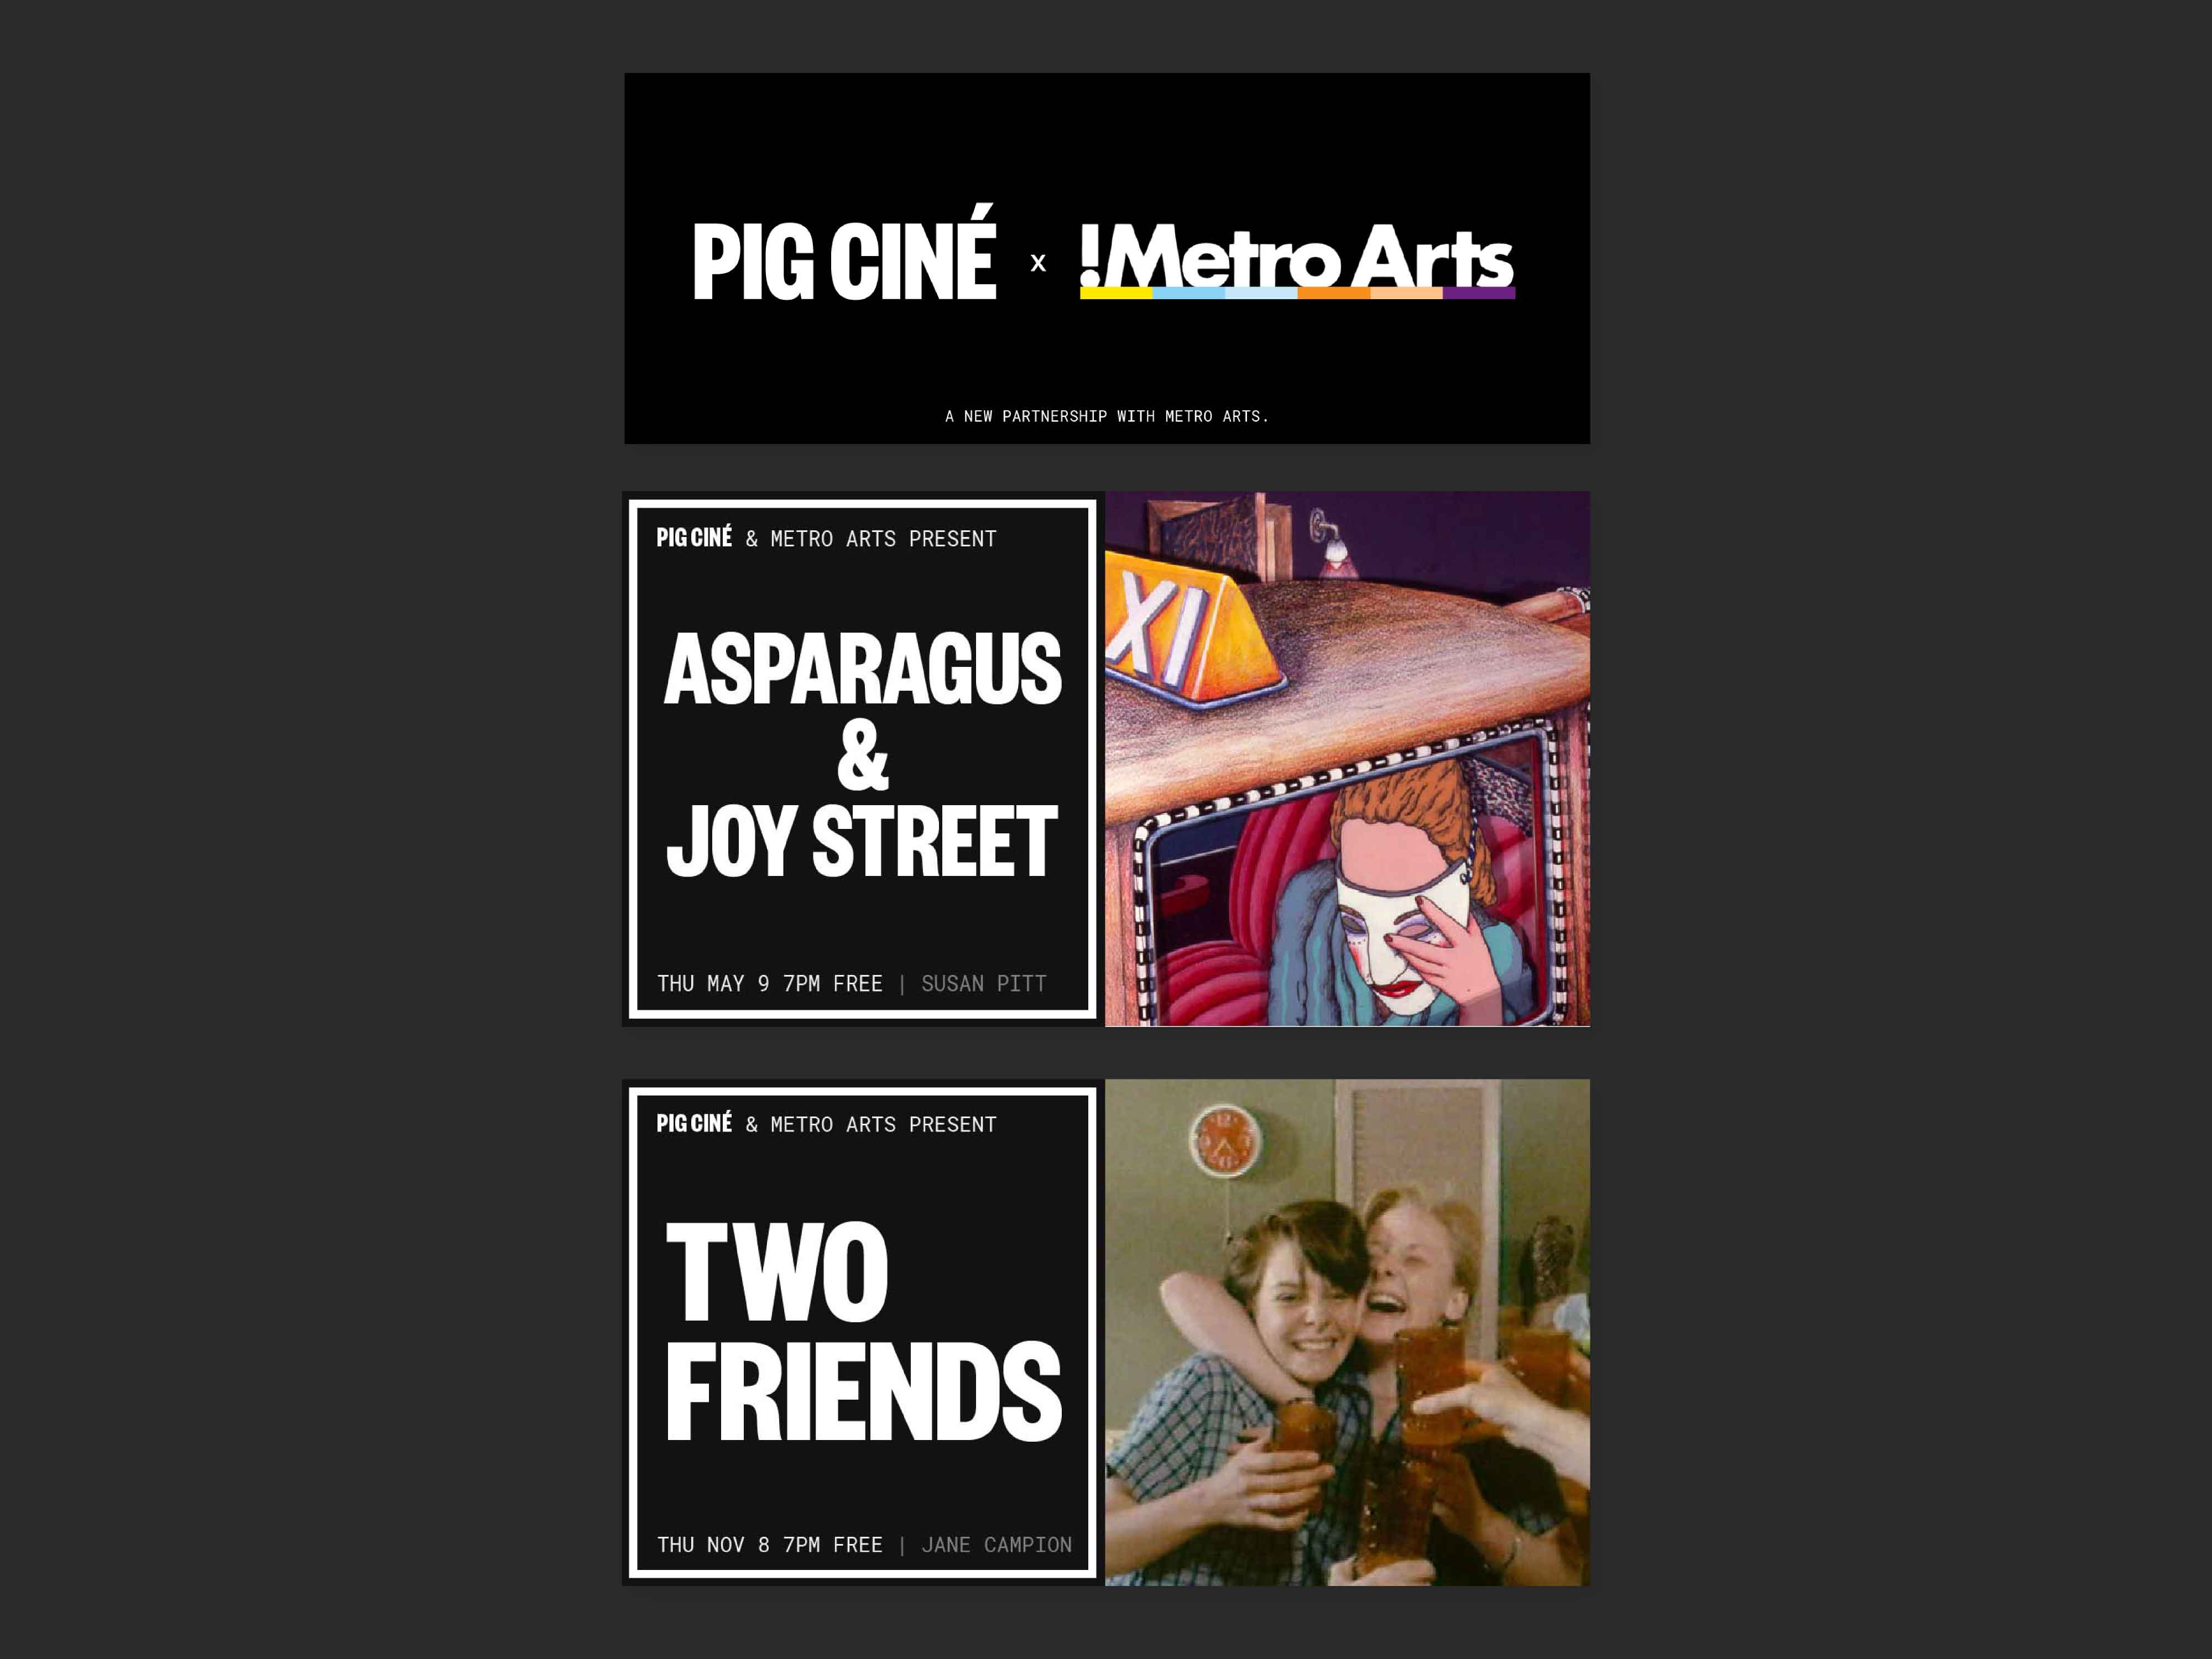 PIG CINÉ x !Metro Arts
A NEW PARTNERSHIP WITH METRO ARTS.
PIG CINÉ & METRO ARTS PRESENT
ASPARAGUS
&
JOY STREET
THU MAY 9 7PM FREE | SUSAN PITT
XI
PIG CINÉ & METRO ARTS PRESENT
TWO
FRIENDS
THU NOV 8 7PM FREE | JANE CAMPION